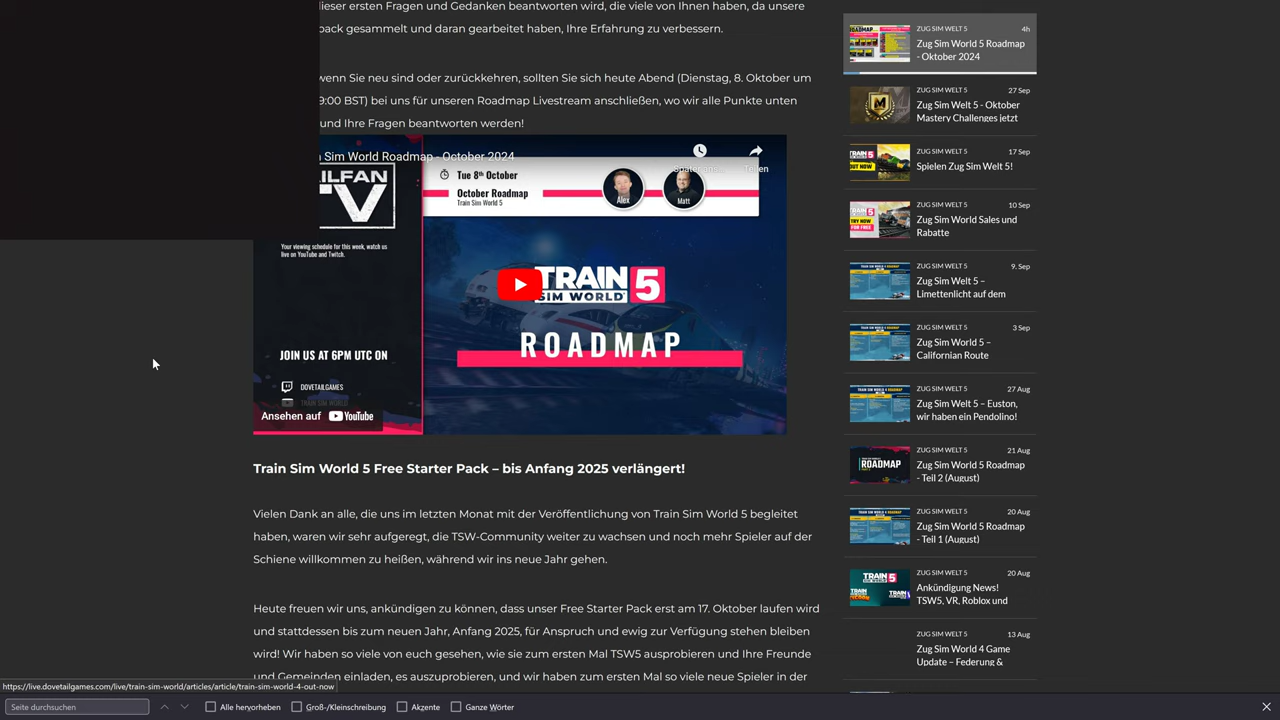 ieser ersten Fragen und Gedanken beantworten wird, die viele von Ihnen haben, da unsere
ack gesammelt und daran gearbeitet haben, Ihre Erfahrung zu verbessern.
wenn Sie neu sind oder zurückkehren, sollten Sie sich heute Abend (Dienstag, 8. Oktober um
9:00 BST) bei uns für unseren Roadmap Livestream anschließen, wo wir alle Punkte unten
und Ihre Fragen beantworten werden!
Sim World Roadmap - October 2024
Später ans...
Teilen
ILFAN
TV
Tue 8th October
October Roadmap
Train Sim World 5
Alex
Matt
Your viewing schedule for this week, watch us
live on YouTube and Twitch.
TRAIN
SIM WORLD
5
ROADMAP
JOIN US AT 6PM UTC ON
DOVETAILGAMES
TRAIN SIM WORLD
Ansehen auf YouTube
Train Sim World 5 Free Starter Pack – bis Anfang 2025 verlängert!
Vielen Dank an alle, die uns im letzten Monat mit der Veröffentlichung von Train Sim World 5 begleitet
haben, waren wir sehr aufgeregt, die TSW-Community weiter zu wachsen und noch mehr Spieler auf der
Schiene willkommen zu heißen, während wir ins neue Jahr gehen.
Heute freuen wir uns, ankündigen zu können, dass unser Free Starter Pack erst am 17. Oktober laufen wird
und stattdessen bis zum neuen Jahr, Anfang 2025, für Anspruch und ewig zur Verfügung stehen bleiben
wird! Wir haben so viele von euch gesehen, wie sie zum ersten Mal TSW5 ausprobieren und Ihre Freunde
und Gemeinden einladen, es auszuprobieren, und wir haben zum ersten Mal so viele neue Spieler in der
ZUG SIM WELT 5 4h
Zug Sim World 5 Roadmap
- Oktober 2024
ZUG SIM WELT 5 27 Sep
Zug Sim Welt 5 - Oktober
Mastery Challenges jetzt
ZUG SIM WELT 5 17 Sep
Spielen Zug Sim Welt 5!
ZUG SIM WELT 5 10 Sep
Zug Sim World Sales und
Rabatte
ZUG SIM WELT 5 9. Sep
Zug Sim Welt 5 –
Limettenlicht auf dem
ZUG SIM WELT 5 3 Sep
Zug Sim Welt 5 –
Californian Route
ZUG SIM WELT 5 27 Aug
Zug Sim Welt 5 – Euston,
wir haben ein Pendolino!
ROADMAP
ZUG SIM WELT 5 21 Aug
Zug Sim World 5 Roadmap
- Teil 2 (August)
ZUG SIM WELT 5 20 Aug
Zug Sim World 5 Roadmap
- Teil 1 (August)
ZUG SIM WELT 5 20 Aug
Ankündigung News!
TSW5, VR, Roblox und
ZUG SIM WELT 5 13 Aug
Zug Sim World 4 Game
Update – Federung &
https://live.dovetailgames.com/live/train-sim-world/articles/article/train-sim-world-4-out-now
Seite durchsuchen
Alle hervorheben
Groß-/Kleinschreibung
Akzente
Ganze Wörter